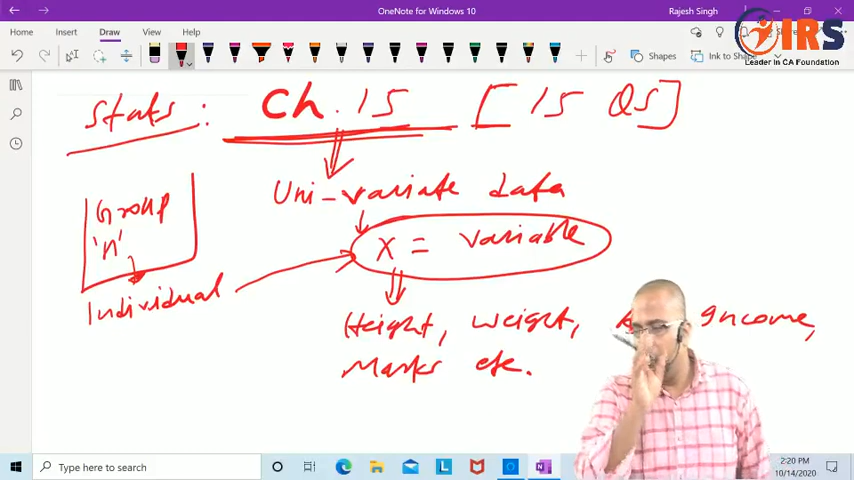 OneNote for Windows 10
Rajesh Singh
IRS
Leader In CA Foundation
Home Insert Draw View Help
Shapes Ink to
Stats: Ch. 15 [15 Qs]
Uni-variate data
Group
'n'
x = variable
Individual
Height, weight, Income,
Marks etc.
Type here to search
2:20 PM
10/14/2020